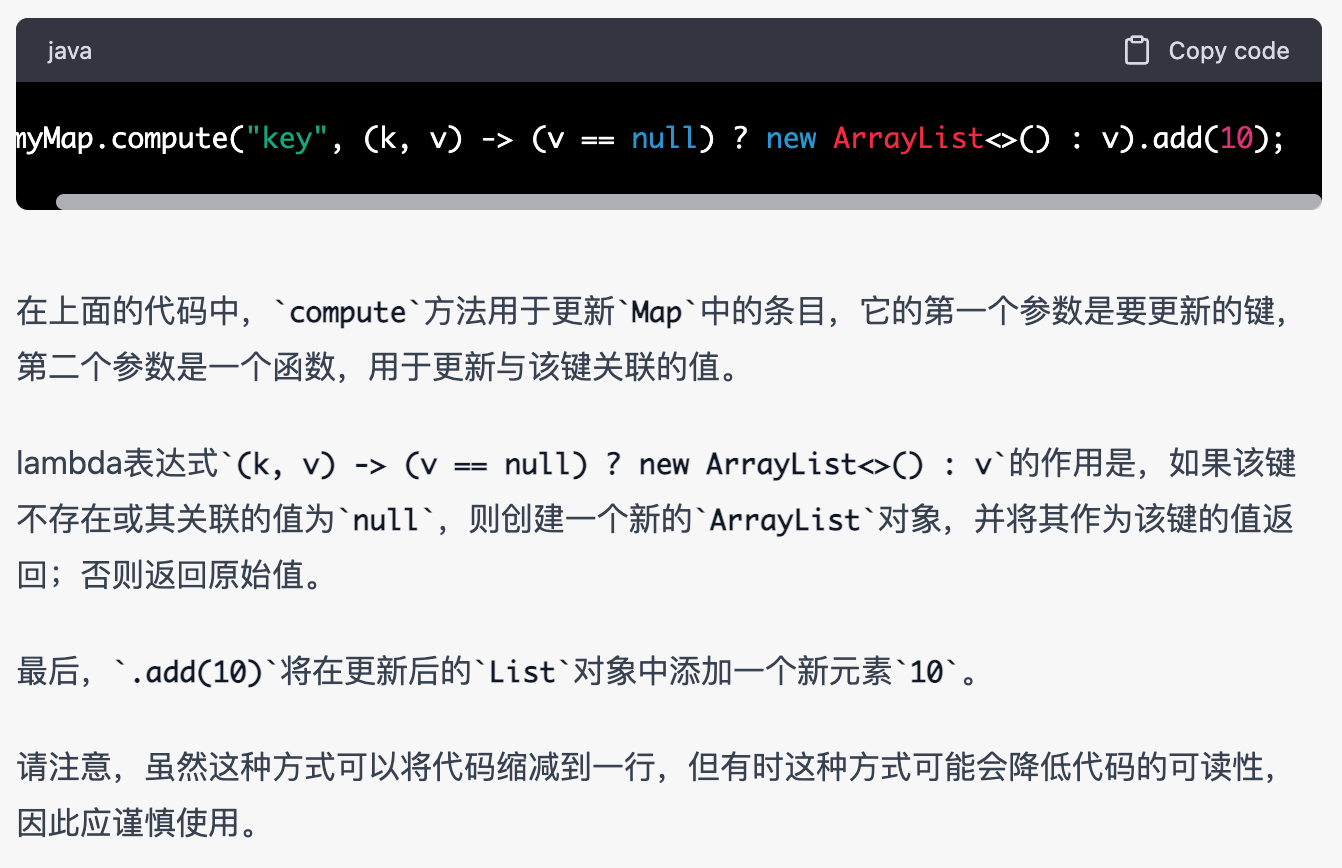 java
Copy code
myMap.compute("key", (k, v) -> (v == null) ? new ArrayList<>() : v).add(10);
在上面的代码中，`compute`方法用于更新`Map`中的条目，它的第一个参数是要更新的键，
第二个参数是一个函数，用于更新与该键关联的值。
lambda表达式`(k, v) -> (v == null) ? new ArrayList<>() : v`的作用是，如果该键
不存在或其关联的值为`null`，则创建一个新的`ArrayList`对象，并将其作为该键的值返
回；否则返回原始值。
最后，`.add(10)`将在更新后的`List`对象中添加一个新元素`10`。
请注意，虽然这种方式可以将代码缩减到一行，但有时这种方式可能会降低代码的可读性，
因此应谨慎使用。